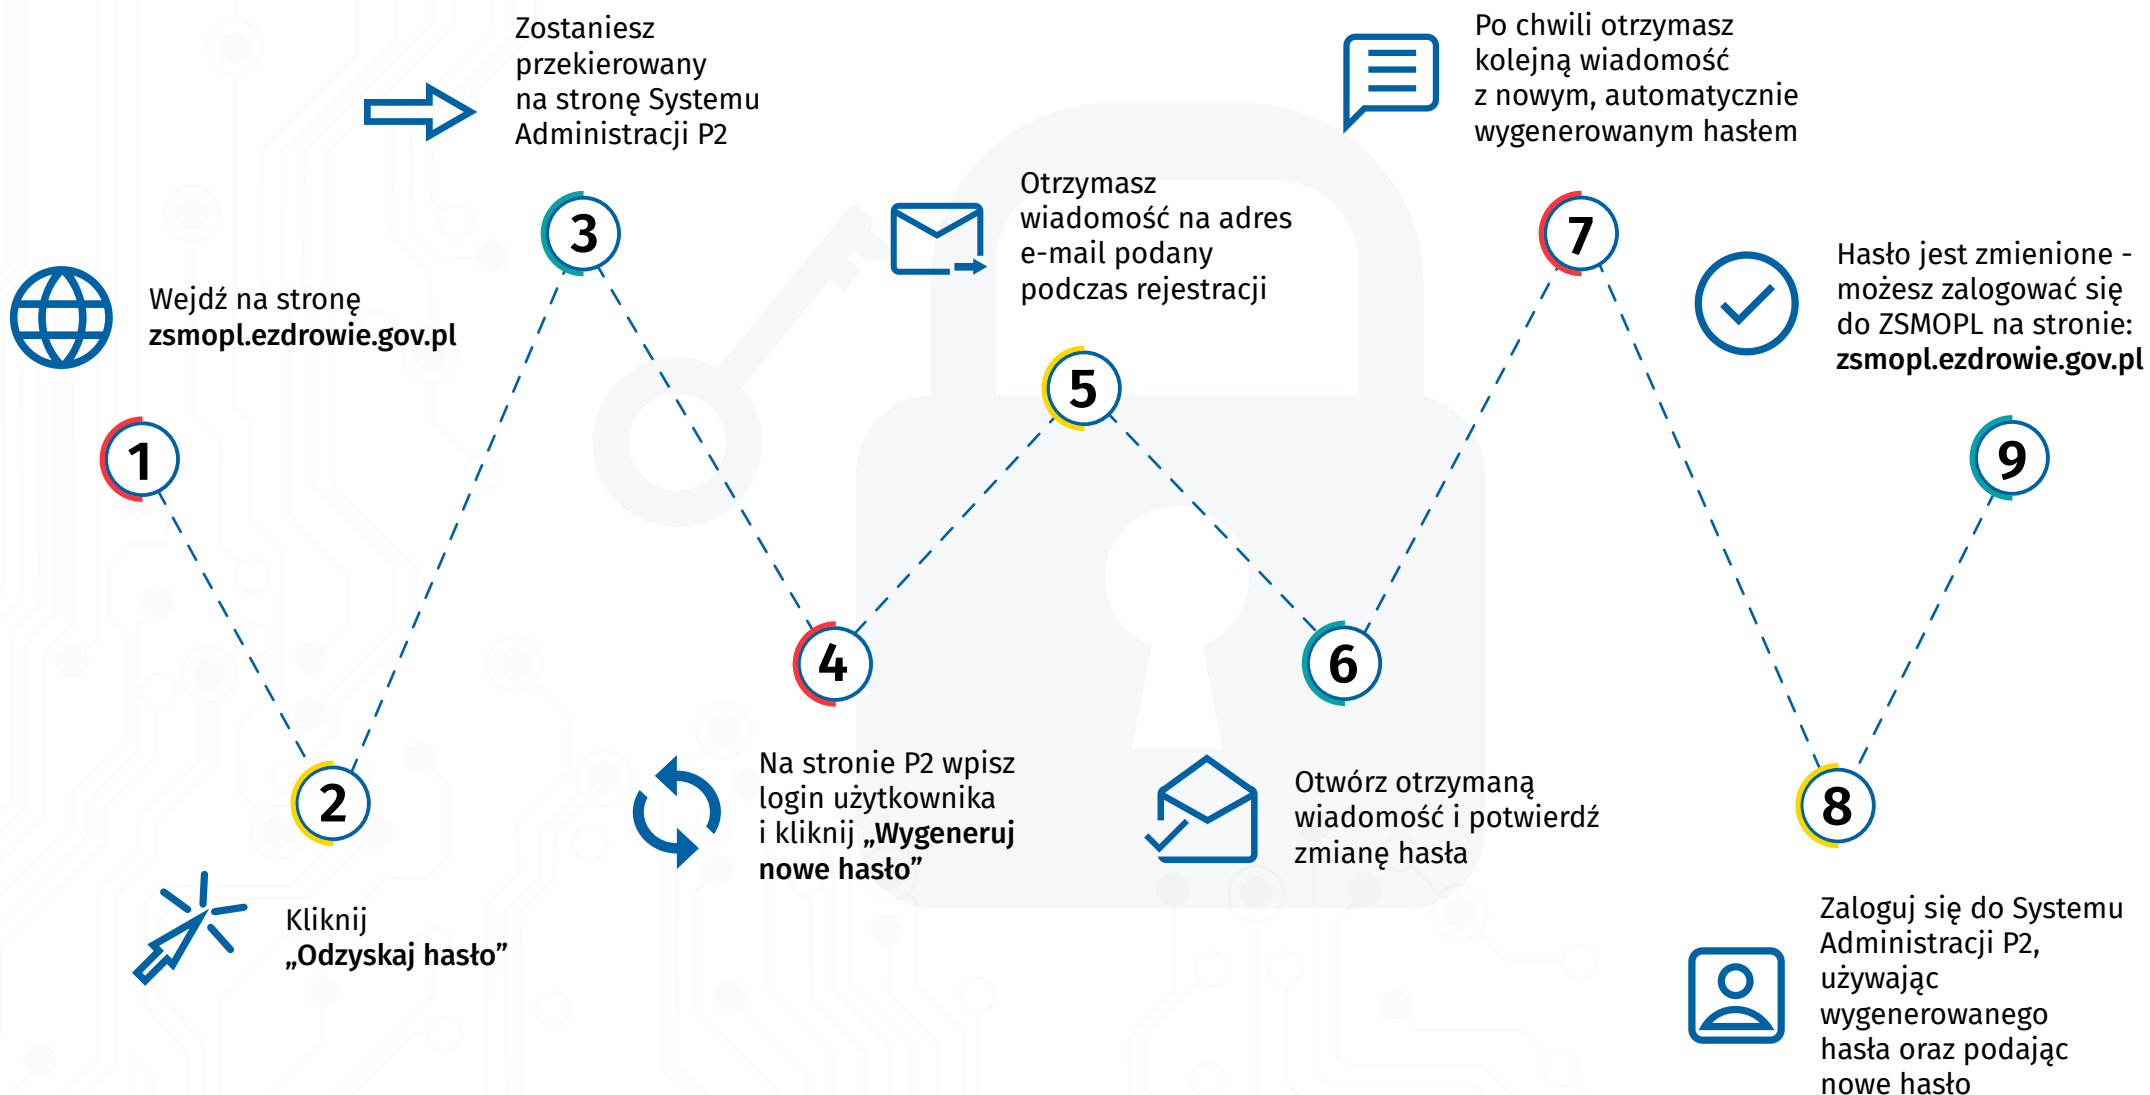 1
Wejdź na stronę
zsmopl.ezdrowie.gov.pl
2
Kliknij
„Odzyskaj hasło”
3
Zostaniesz
przekierowany
na stronę Systemu
Administracji P2
4
Na stronie P2 wpisz
login użytkownika
i kliknij „Wygeneruj
nowe hasło”
5
Otrzymasz
wiadomość na adres
e-mail podany
podczas rejestracji
6
Otwórz otrzymaną
wiadomość i potwierdź
zmianę hasła
7
Po chwili otrzymasz
kolejną wiadomość
z nowym, automatycznie
wygenerowanym hasłem
8
Zaloguj się do Systemu
Administracji P2,
używając
wygenerowanego
hasła oraz podając
nowe hasło
9
Hasło jest zmienione -
możesz zalogować się
do ZSMOPL na stronie:
zsmopl.ezdrowie.gov.pl